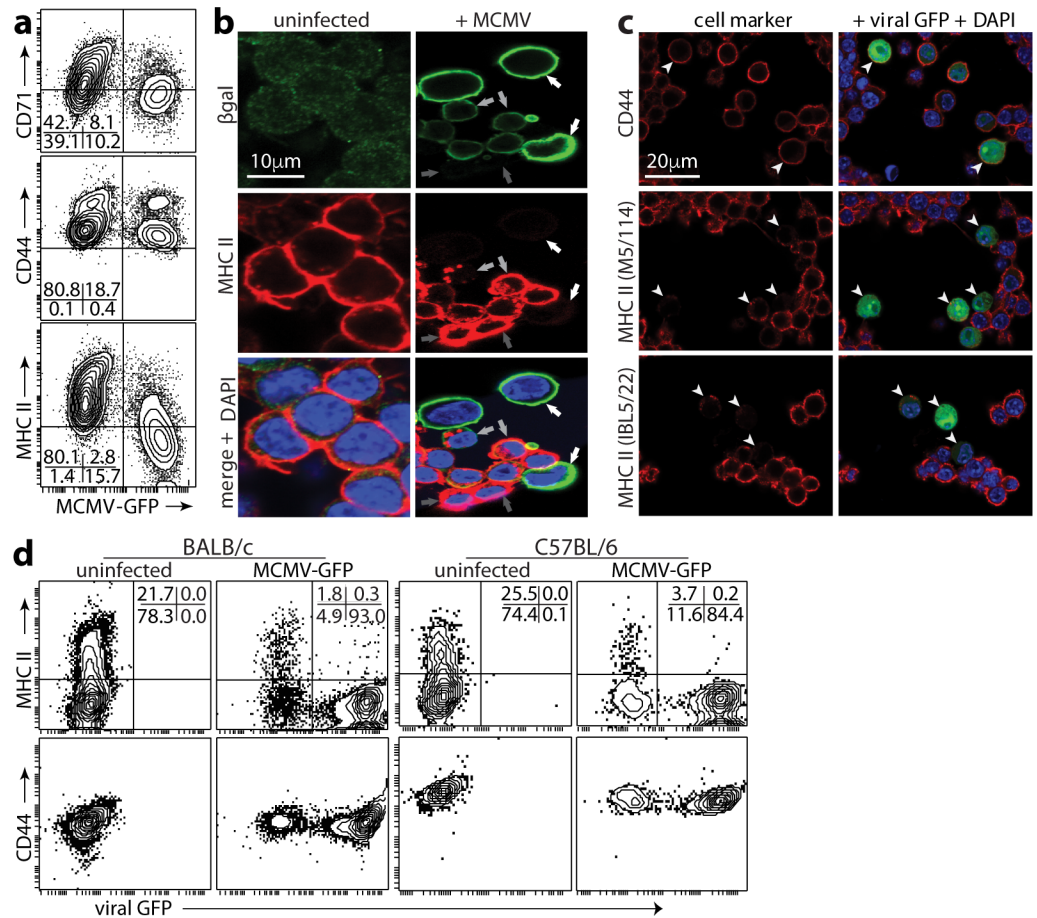 a
CD71
42.7 8.1
39.1 10.2
CD44
80.8 18.7
0.1 0.4
MHC II
80.1 2.8
1.4 15.7
MCMV-GFP
b
uninfected
+ MCMV
βgal
10μm
MHC II
merge + DAPI
c
cell marker
+ viral GFP + DAPI
CD44
20μm
MHC II (M5/114)
MHC II (IBL5/22)
d
BALB/c
C57BL/6
uninfected
MCMV-GFP
uninfected
MCMV-GFP
MHC II
21.7 0.0
78.3 0.0
1.8 0.3
4.9 93.0
25.5 0.0
74.4 0.1
3.7 0.2
11.6 84.4
CD44
viral GFP